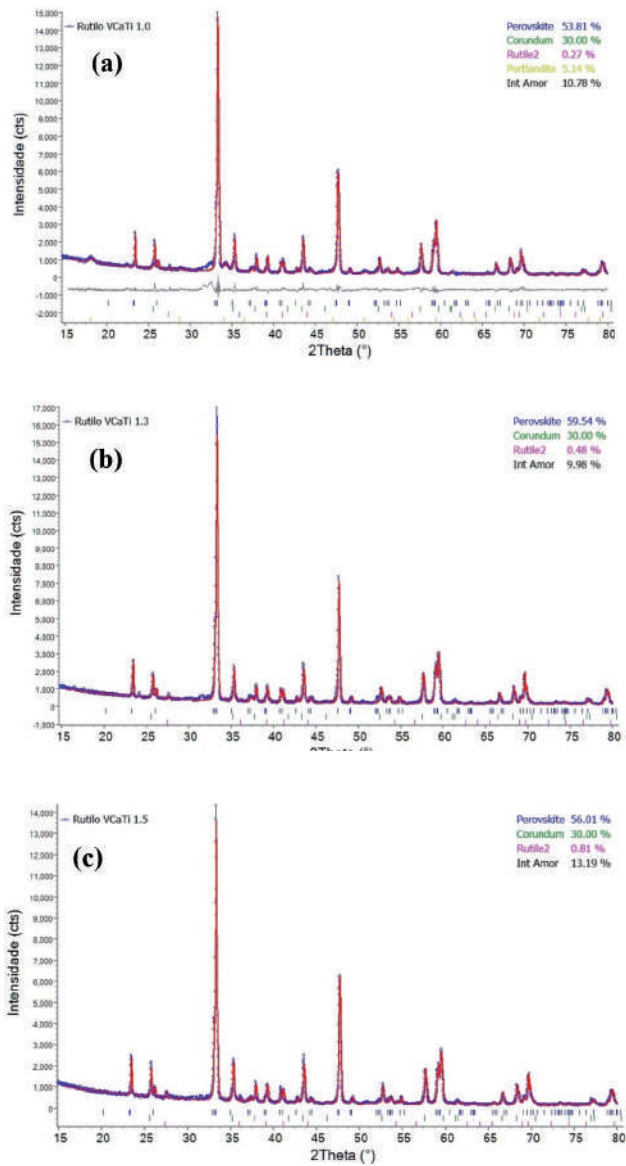 Rutilo VCaTi 1.0
(a)
Perovskite 53.81 %
Corundum 30.00 %
Rutile2 0.27 %
Portlandite 5.14 %
Int Amor 10.78 %
Intensidade (cts)
15,000
14,000
13,000
12,000
11,000
10,000
9,000
8,000
7,000
6,000
5,000
4,000
3,000
2,000
1,000
0
-1,000
-2,000
15 20 25 30 35 40 45 50 55 60 65 70 75 80
2Theta (°)
Rutilo VCaTi 1.3
(b)
Perovskite 59.54 %
Corundum 30.00 %
Rutile2 0.48 %
Int Amor 9.98 %
Intensidade (cts)
17,000
16,000
15,000
14,000
13,000
12,000
11,000
10,000
9,000
8,000
7,000
6,000
5,000
4,000
3,000
2,000
1,000
0
-1,000
15 20 25 30 35 40 45 50 55 60 65 70 75 80
2Theta (°)
Rutilo VCaTi 1.5
(c)
Perovskite 56.01 %
Corundum 30.00 %
Rutile2 0.81 %
Int Amor 13.19 %
Intensidade (cts)
14,000
13,000
12,000
11,000
10,000
9,000
8,000
7,000
6,000
5,000
4,000
3,000
2,000
1,000
0
15 20 25 30 35 40 45 50 55 60 65 70 75 80
2Theta (°)